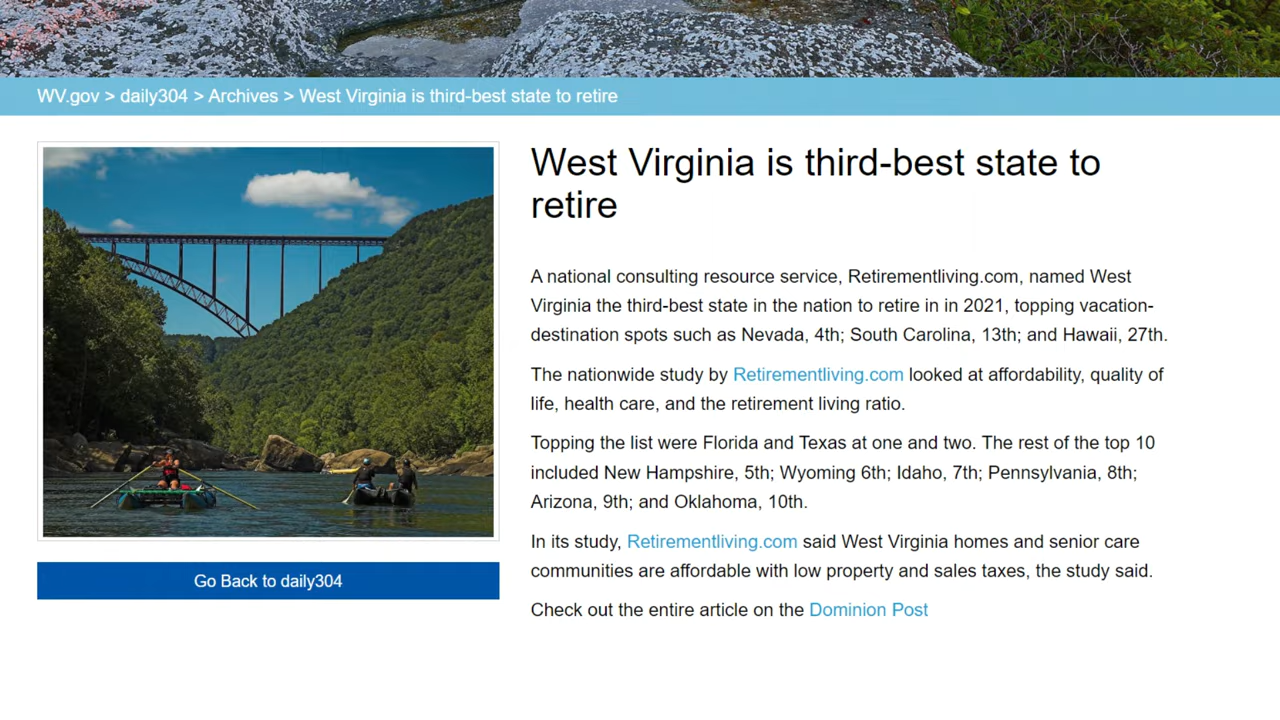 WV.gov > daily304 > Archives > West Virginia is third-best state to retire
West Virginia is third-best state to
retire
A national consulting resource service, Retirementliving.com, named West
Virginia the third-best state in the nation to retire in in 2021, topping vacation-
destination spots such as Nevada, 4th; South Carolina, 13th; and Hawaii, 27th.
The nationwide study by Retirementliving.com looked at affordability, quality of
life, health care, and the retirement living ratio.
Topping the list were Florida and Texas at one and two. The rest of the top 10
included New Hampshire, 5th; Wyoming 6th; Idaho, 7th; Pennsylvania, 8th;
Arizona, 9th; and Oklahoma, 10th.
In its study, Retirementliving.com said West Virginia homes and senior care
communities are affordable with low property and sales taxes, the study said.
Check out the entire article on the Dominion Post
Go Back to daily304